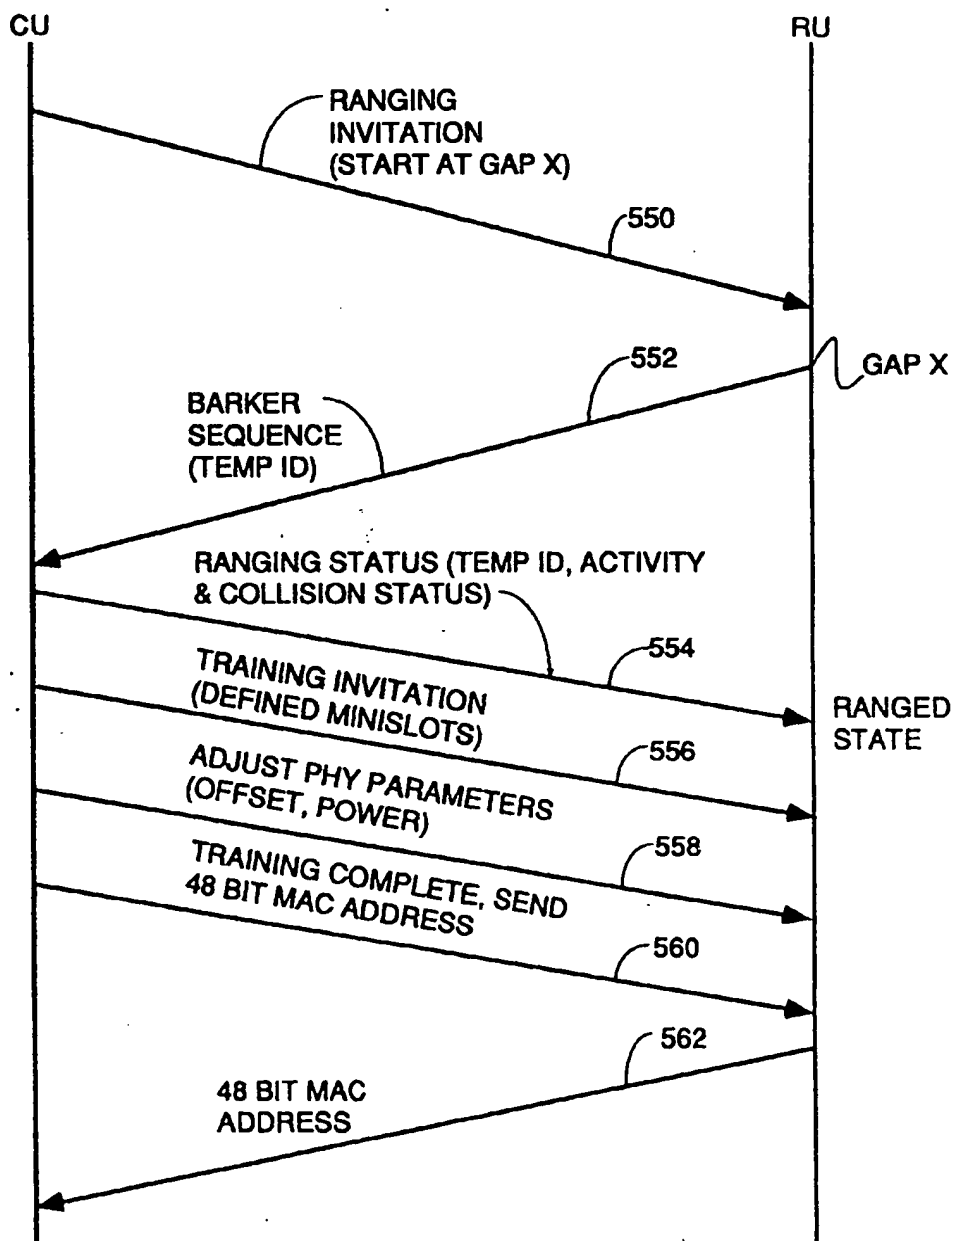 CU
RU
RANGING
INVITATION
(START AT GAP X)
550
552
GAP X
BARKER
SEQUENCE
(TEMP ID)
RANGING STATUS (TEMP ID, ACTIVITY
& COLLISION STATUS)
554
TRAINING INVITATION
(DEFINED MINISLOTS)
RANGED
STATE
556
ADJUST PHY PARAMETERS
(OFFSET, POWER)
558
TRAINING COMPLETE, SEND
48 BIT MAC ADDRESS
560
562
48 BIT MAC
ADDRESS